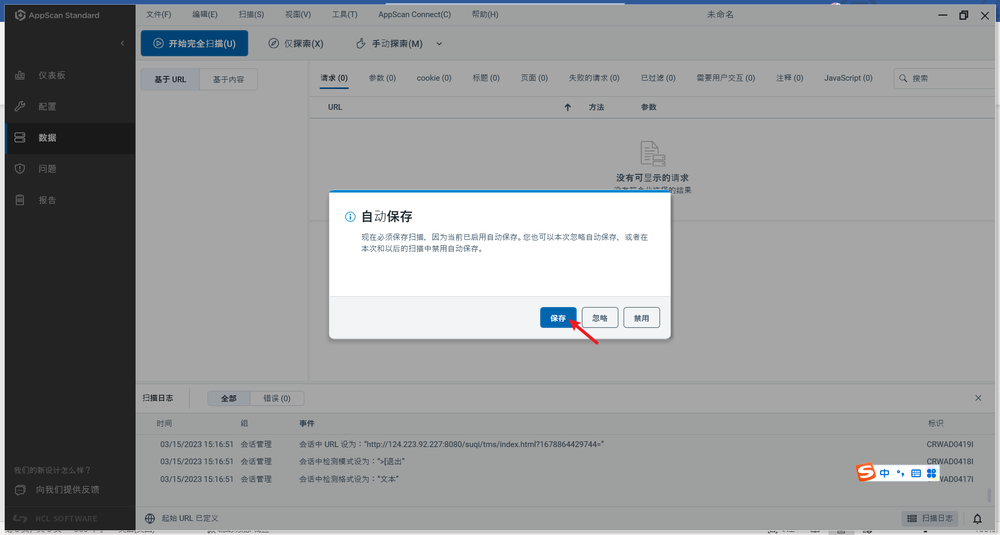 AppScan Standard
文件(F) 编辑(E) 扫描(S) 视图(V) 工具(T) AppScan Connect(C) 帮助(H) 未命名
开始完全扫描(U) 仅探索(X) 手动探索(M)
仪表板
配置
数据
问题
报告
基于 URL 基于内容
请求 (0) 参数 (0) cookie (0) 标题 (0) 页面 (0) 失败的请求 (0) 已过滤 (0) 需要用户交互 (0) 注释 (0) JavaScript (0) 搜索
URL 方法 参数
没有可显示的请求
没有符合此选择的结果
自动保存
现在必须保存扫描，因为当前已启用自动保存。您也可以本次忽略自动保存，或者在
本次和以后的扫描中禁用自动保存。
保存 忽略 禁用
扫描日志 全部 错误 (0)
时间 组 事件 标识
03/15/2023 15:16:51 会话管理 会话中 URL 设为：“http://124.223.92.227:8080/suqi/tms/index.html?1678864429744=” CRWAD0419I
03/15/2023 15:16:51 会话管理 会话中检测模式设为：“>[退出” CRWAD0418I
03/15/2023 15:16:51 会话管理 会话中检测格式设为：“文本” WAD0417I
S 中
我们的新设计怎么样？
向我们提供反馈
HCL SOFTWARE
起始 URL 已定义 扫描日志